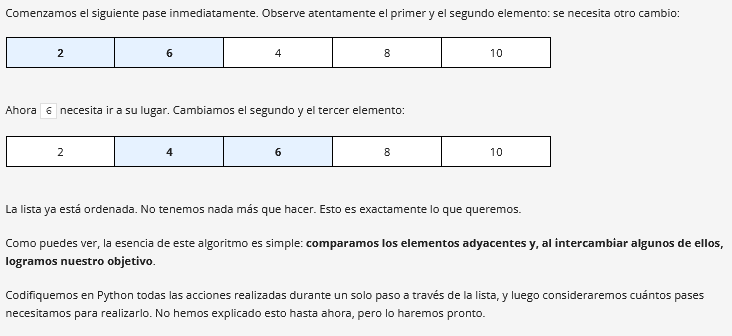 Comenzamos el siguiente pase inmediatamente. Observe atentamente el primer y el segundo elemento: se necesita otro cambio:
2 6 4 8 10
Ahora 6 necesita ir a su lugar. Cambiamos el segundo y el tercer elemento:
2 4 6 8 10
La lista ya está ordenada. No tenemos nada más que hacer. Esto es exactamente lo que queremos.
Como puedes ver, la esencia de este algoritmo es simple: comparamos los elementos adyacentes y, al intercambiar algunos de ellos,
logramos nuestro objetivo.
Codifiquemos en Python todas las acciones realizadas durante un solo paso a través de la lista, y luego consideraremos cuántos pases
necesitamos para realizarlo. No hemos explicado esto hasta ahora, pero lo haremos pronto.